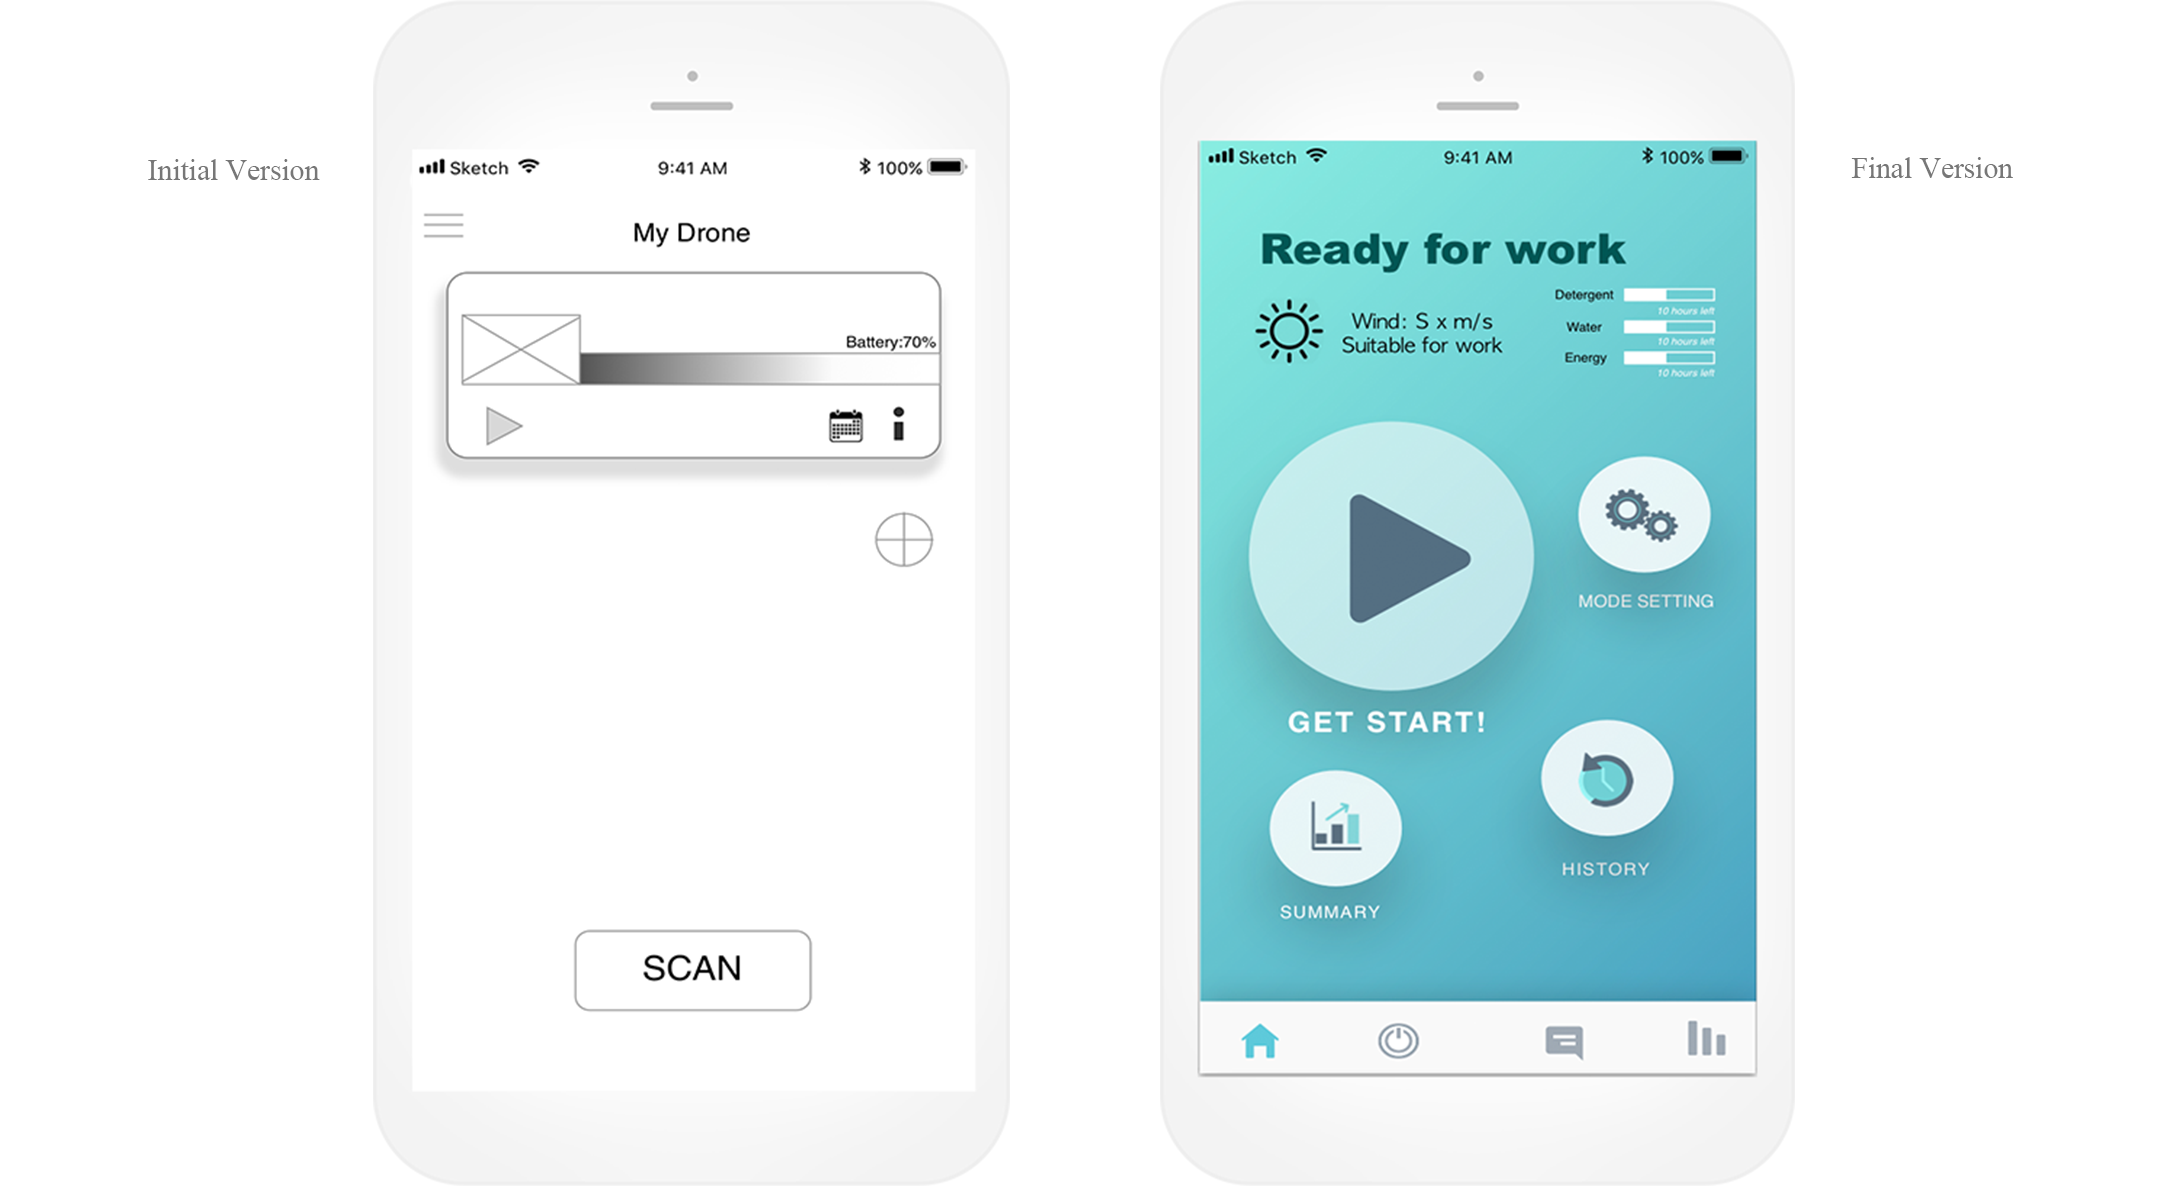 Initial Version
Sketch 9:41 AM 100%
My Drone
Battery:70%
SCAN
Final Version
Sketch 9:41 AM 100%
Ready for work
Wind: S x m/s
Suitable for work
Detergent
10 hours left
Water
10 hours left
Energy
10 hours left
MODE SETTING
GET START!
HISTORY
SUMMARY